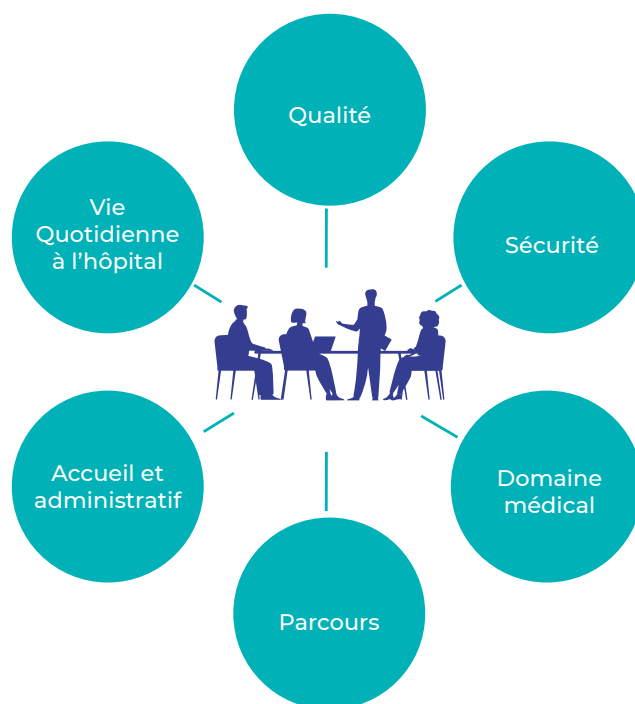 Qualité
Vie
Quotidienne
à l'hôpital
Sécurité
Accueil et
administratif
Domaine
médical
Parcours